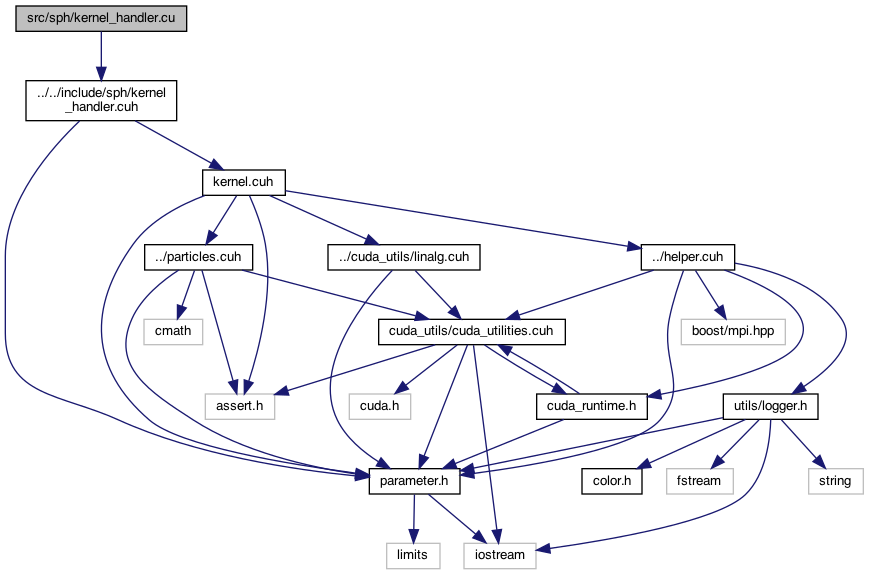 src/sph/kernel_handler.cu
../../include/sph/kernel
_handler.cuh
kernel.cuh
../particles.cuh
../cuda_utils/linalg.cuh
../helper.cuh
cmath
cuda_utils/cuda_utilities.cuh
boost/mpi.hpp
assert.h
cuda.h
cuda_runtime.h
utils/logger.h
parameter.h
color.h
fstream
string
limits
iostream